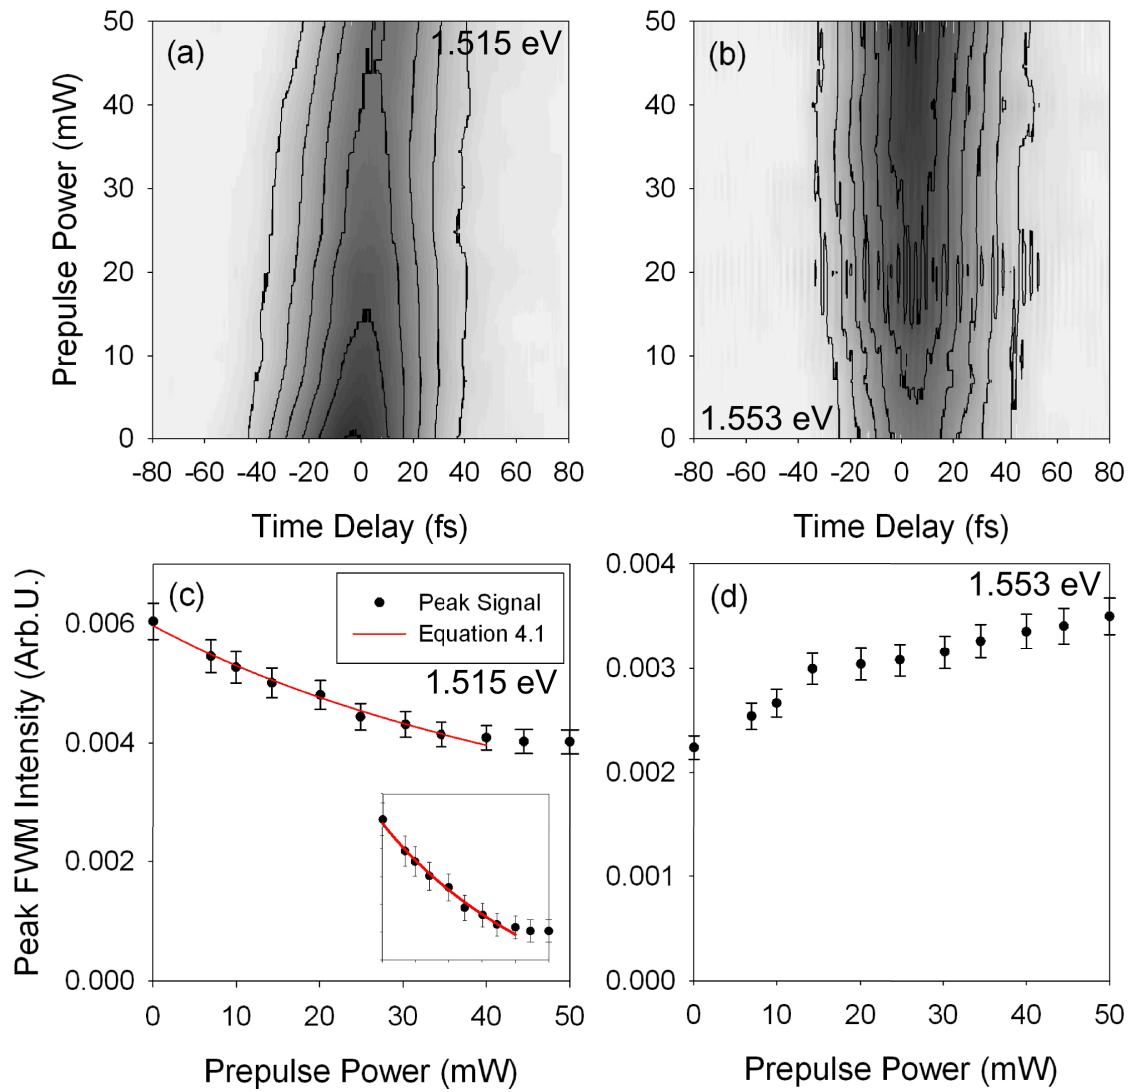 (a)
1.515 eV
Prepulse Power (mW)
50
40
30
20
10
0
-80 -60 -40 -20 0 20 40 60 80
Time Delay (fs)
(b)
1.553 eV
50
40
30
20
10
0
-80 -60 -40 -20 0 20 40 60 80
Time Delay (fs)
(c)
Peak Signal
Equation 4.1
1.515 eV
Peak FWM Intensity (Arb.U.)
0.006
0.004
0.002
0.000
0 10 20 30 40 50
Prepulse Power (mW)
(d)
1.553 eV
0.004
0.003
0.002
0.001
0.000
0 10 20 30 40 50
Prepulse Power (mW)